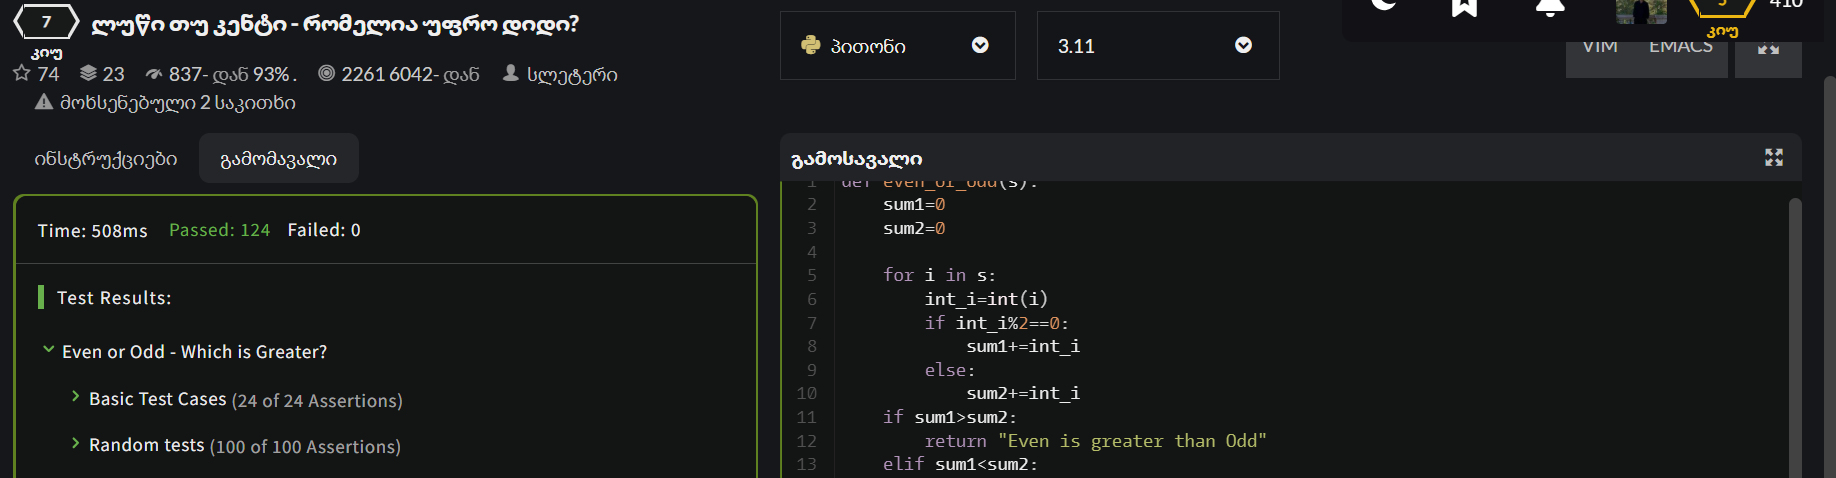 7 ლუწი თუ კენტი - რომელია უფრო დიდი?
კიუ
74 23 837- დან 93% . 2261 6042- დან სლეტერი
მოხსენებული 2 საკითხი
პითონი
3.11
410
კიუ
VIM EMACS
ინსტრუქციები გამომავალი
Time: 508ms Passed: 124 Failed: 0
Test Results:
Even or Odd - Which is Greater?
Basic Test Cases (24 of 24 Assertions)
Random tests (100 of 100 Assertions)
გამოსავალი
1 def even_or_odd(s):
2 sum1=0
3 sum2=0
4
5 for i in s:
6 int_i=int(i)
7 if int_i%2==0:
8 sum1+=int_i
9 else:
10 sum2+=int_i
11 if sum1>sum2:
12 return "Even is greater than Odd"
13 elif sum1<sum2: